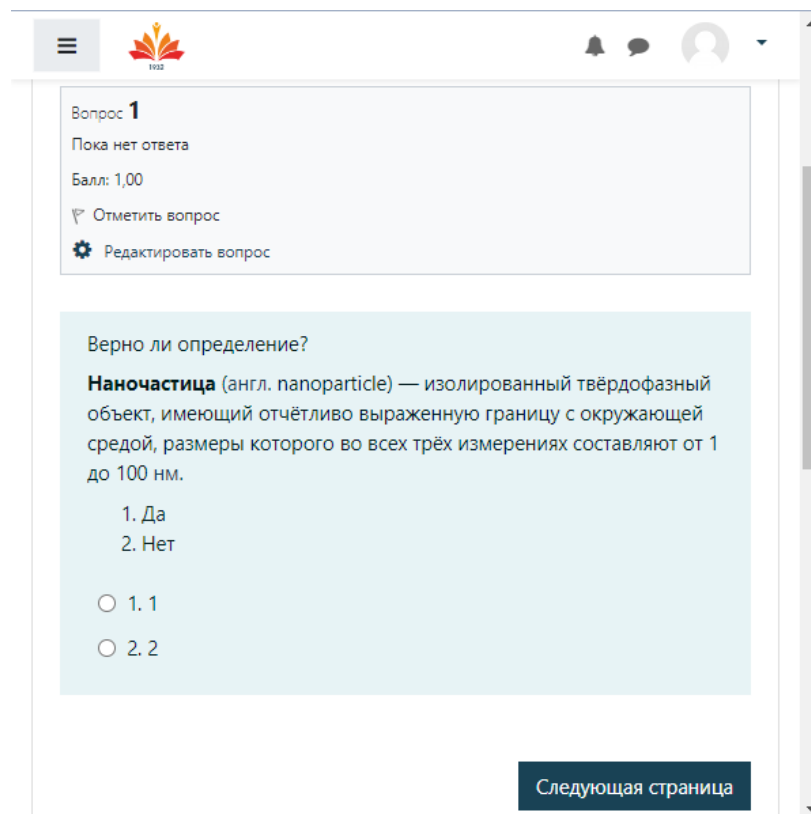 1932
Вопрос 1
Пока нет ответа
Балл: 1,00
Отметить вопрос
Редактировать вопрос
Верно ли определение?
Наночастица (англ. nanoparticle) — изолированный твёрдофазный
объект, имеющий отчётливо выраженную границу с окружающей
средой, размеры которого во всех трёх измерениях составляют от 1
до 100 нм.
1. Да
2. Нет
1. 1
2. 2
Следующая страница